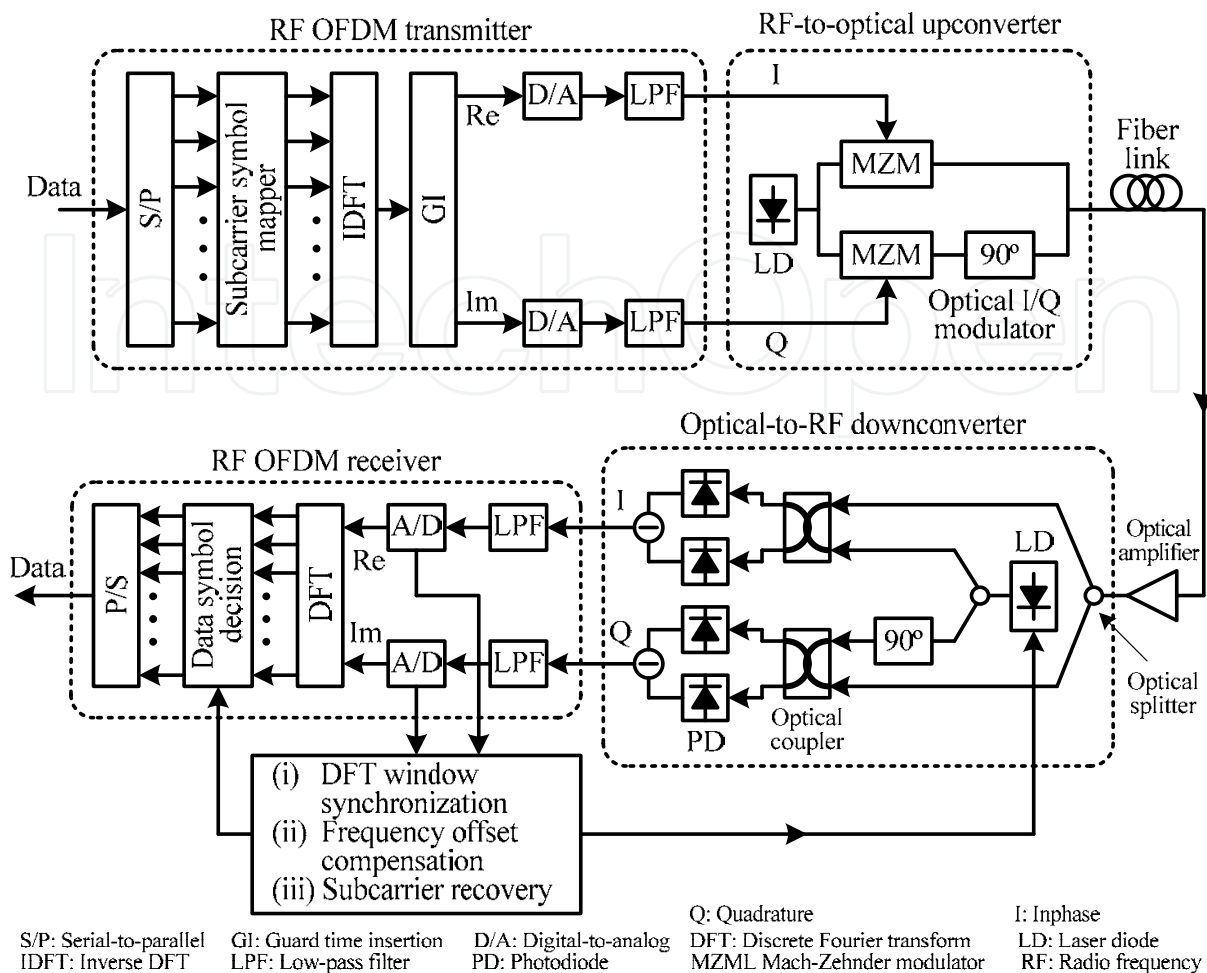 RF OFDM transmitter
RF-to-optical upconverter
Data
S/P
Subcarrier symbol
mapper
IDFT
GI
Re
D/A
LPF
I
Im
D/A
LPF
Q
LD
MZM
MZM
90º
Optical I/Q
modulator
Fiber
link
IntechOpen
RF OFDM receiver
Optical-to-RF downconverter
Data
P/S
Data symbol
decision
DFT
Re
A/D
LPF
I
Im
A/D
LPF
Q
PD
Optical
coupler
90º
LD
Optical
amplifier
Optical
splitter
(i) DFT window
synchronization
(ii) Frequency offset
compensation
(iii) Subcarrier recovery
Q: Quadrature
I: Inphase
S/P: Serial-to-parallel
GI: Guard time insertion
D/A: Digital-to-analog
DFT: Discrete Fourier transform
LD: Laser diode
IDFT: Inverse DFT
LPF: Low-pass filter
PD: Photodiode
MZML Mach-Zehnder modulator
RF: Radio frequency